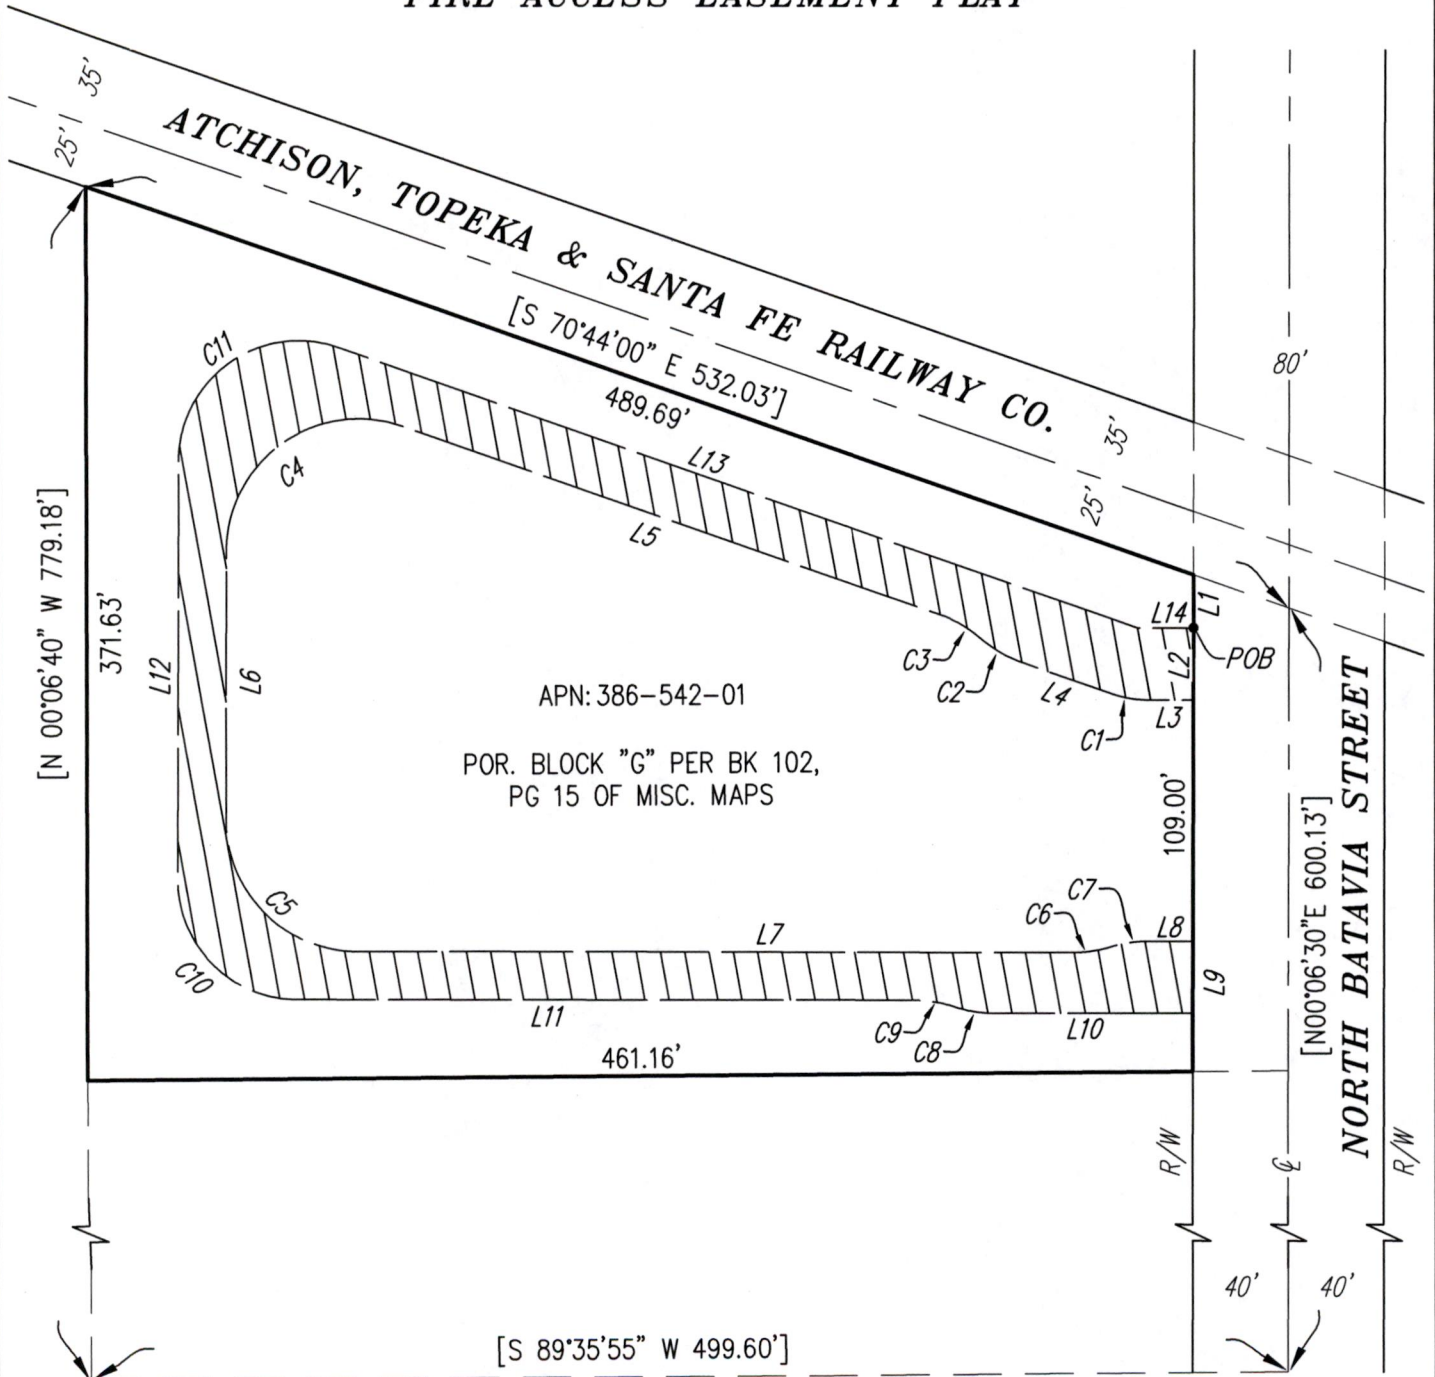 FIRE ACCESS EASEMENT PLAT
35'
25'
ATCHISON, TOPEKA & SANTA FE RAILWAY CO.
[S 70°44'00" E 532.03']
489.69'
80'
35'
25'
C11
C4
L13
L5
L14
L1
L2
POB
C3
C2
L4
L3
C1
[N 00°06'40" W 779.18']
371.63'
L12
L6
APN: 386-542-01
POR. BLOCK "G" PER BK 102,
PG 15 OF MISC. MAPS
109.00'
C7
C6
L8
C5
L7
L9
C10
L11
C9
C8
L10
461.16'
[N00°06'30"E 600.13']
NORTH BATAVIA STREET
R/W
℄
R/W
40'
40'
[S 89°35'55" W 499.60']